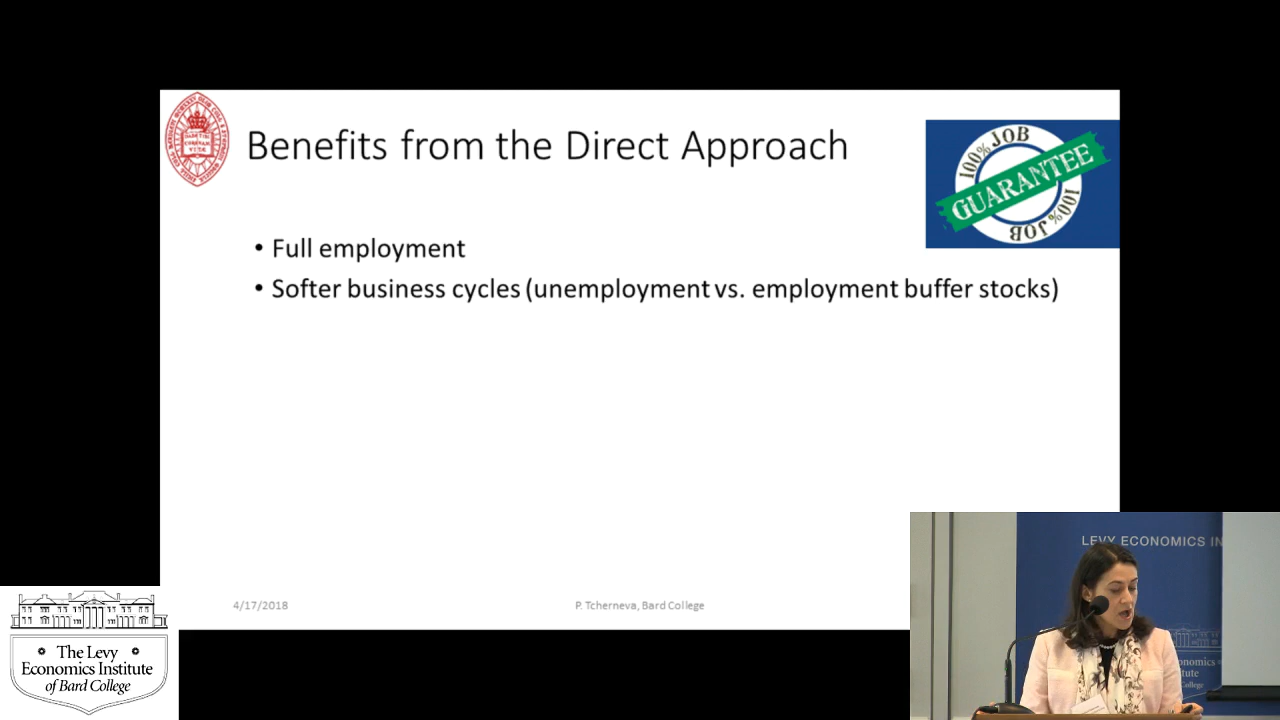 Benefits from the Direct Approach
100% JOB
GUARANTEE
100% JOB
• Full employment
• Softer business cycles (unemployment vs. employment buffer stocks)
4/17/2018
P. Tcherneva, Bard College
The Levy
Economics Institute
of Bard College
LEVY ECONOMICS IN